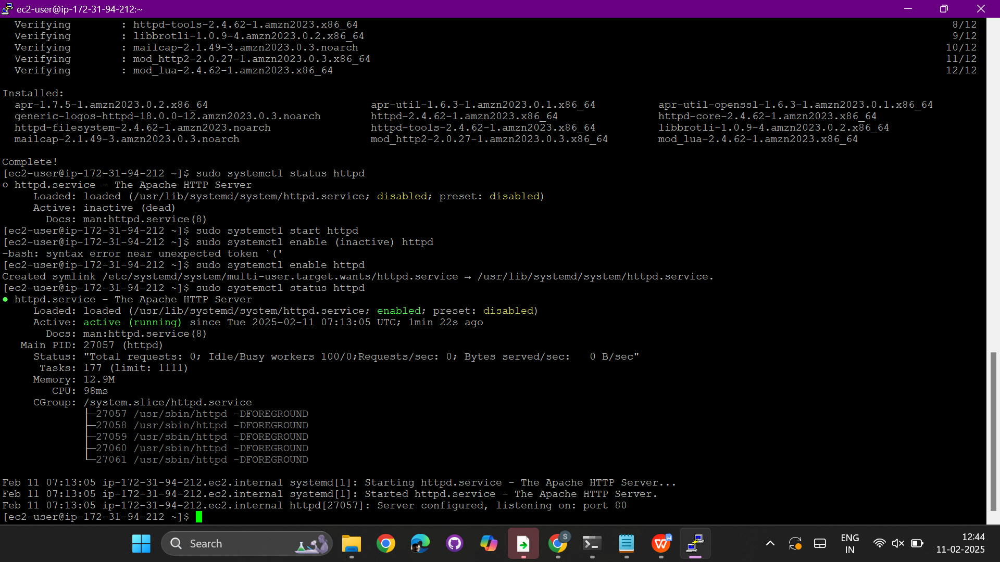 ec2-user@ip-172-31-94-212:~
Verifying        : httpd-tools-2.4.62-1.amzn2023.x86_64 8/12
Verifying        : libbrotli-1.0.9-4.amzn2023.0.2.x86_64 9/12
Verifying        : mailcap-2.1.49-3.amzn2023.0.3.noarch 10/12
Verifying        : mod_http2-2.0.27-1.amzn2023.0.3.x86_64 11/12
Verifying        : mod_lua-2.4.62-1.amzn2023.x86_64 12/12
Installed:
apr-1.7.5-1.amzn2023.0.2.x86_64 apr-util-1.6.3-1.amzn2023.0.1.x86_64 apr-util-openssl-1.6.3-1.amzn2023.0.1.x86_64
generic-logos-httpd-18.0.0-12.amzn2023.0.3.noarch httpd-2.4.62-1.amzn2023.x86_64 httpd-core-2.4.62-1.amzn2023.x86_64
httpd-filesystem-2.4.62-1.amzn2023.noarch httpd-tools-2.4.62-1.amzn2023.x86_64 libbrotli-1.0.9-4.amzn2023.0.2.x86_64
mailcap-2.1.49-3.amzn2023.0.3.noarch mod_http2-2.0.27-1.amzn2023.0.3.x86_64 mod_lua-2.4.62-1.amzn2023.x86_64
Complete!
[ec2-user@ip-172-31-94-212 ~]$ sudo systemctl status httpd
○ httpd.service - The Apache HTTP Server
Loaded: loaded (/usr/lib/systemd/system/httpd.service; disabled; preset: disabled)
Active: inactive (dead)
Docs: man:httpd.service(8)
[ec2-user@ip-172-31-94-212 ~]$ sudo systemctl start httpd
[ec2-user@ip-172-31-94-212 ~]$ sudo systemctl enable (inactive) httpd
-bash: syntax error near unexpected token `('
[ec2-user@ip-172-31-94-212 ~]$ sudo systemctl enable httpd
Created symlink /etc/systemd/system/multi-user.target.wants/httpd.service → /usr/lib/systemd/system/httpd.service.
[ec2-user@ip-172-31-94-212 ~]$ sudo systemctl status httpd
● httpd.service - The Apache HTTP Server
Loaded: loaded (/usr/lib/systemd/system/httpd.service; enabled; preset: disabled)
Active: active (running) since Tue 2025-02-11 07:13:05 UTC; 1min 22s ago
Docs: man:httpd.service(8)
Main PID: 27057 (httpd)
Status: "Total requests: 0; Idle/Busy workers 100/0;Requests/sec: 0; Bytes served/sec:   0 B/sec"
Tasks: 177 (limit: 1111)
Memory: 12.9M
CPU: 98ms
CGroup: /system.slice/httpd.service
├─27057 /usr/sbin/httpd -DFOREGROUND
├─27058 /usr/sbin/httpd -DFOREGROUND
├─27059 /usr/sbin/httpd -DFOREGROUND
├─27060 /usr/sbin/httpd -DFOREGROUND
└─27061 /usr/sbin/httpd -DFOREGROUND
Feb 11 07:13:05 ip-172-31-94-212.ec2.internal systemd[1]: Starting httpd.service - The Apache HTTP Server...
Feb 11 07:13:05 ip-172-31-94-212.ec2.internal systemd[1]: Started httpd.service - The Apache HTTP Server.
Feb 11 07:13:05 ip-172-31-94-212.ec2.internal httpd[27057]: Server configured, listening on: port 80
[ec2-user@ip-172-31-94-212 ~]$
Search
S
W
W
ENG
IN
12:44
11-02-2025